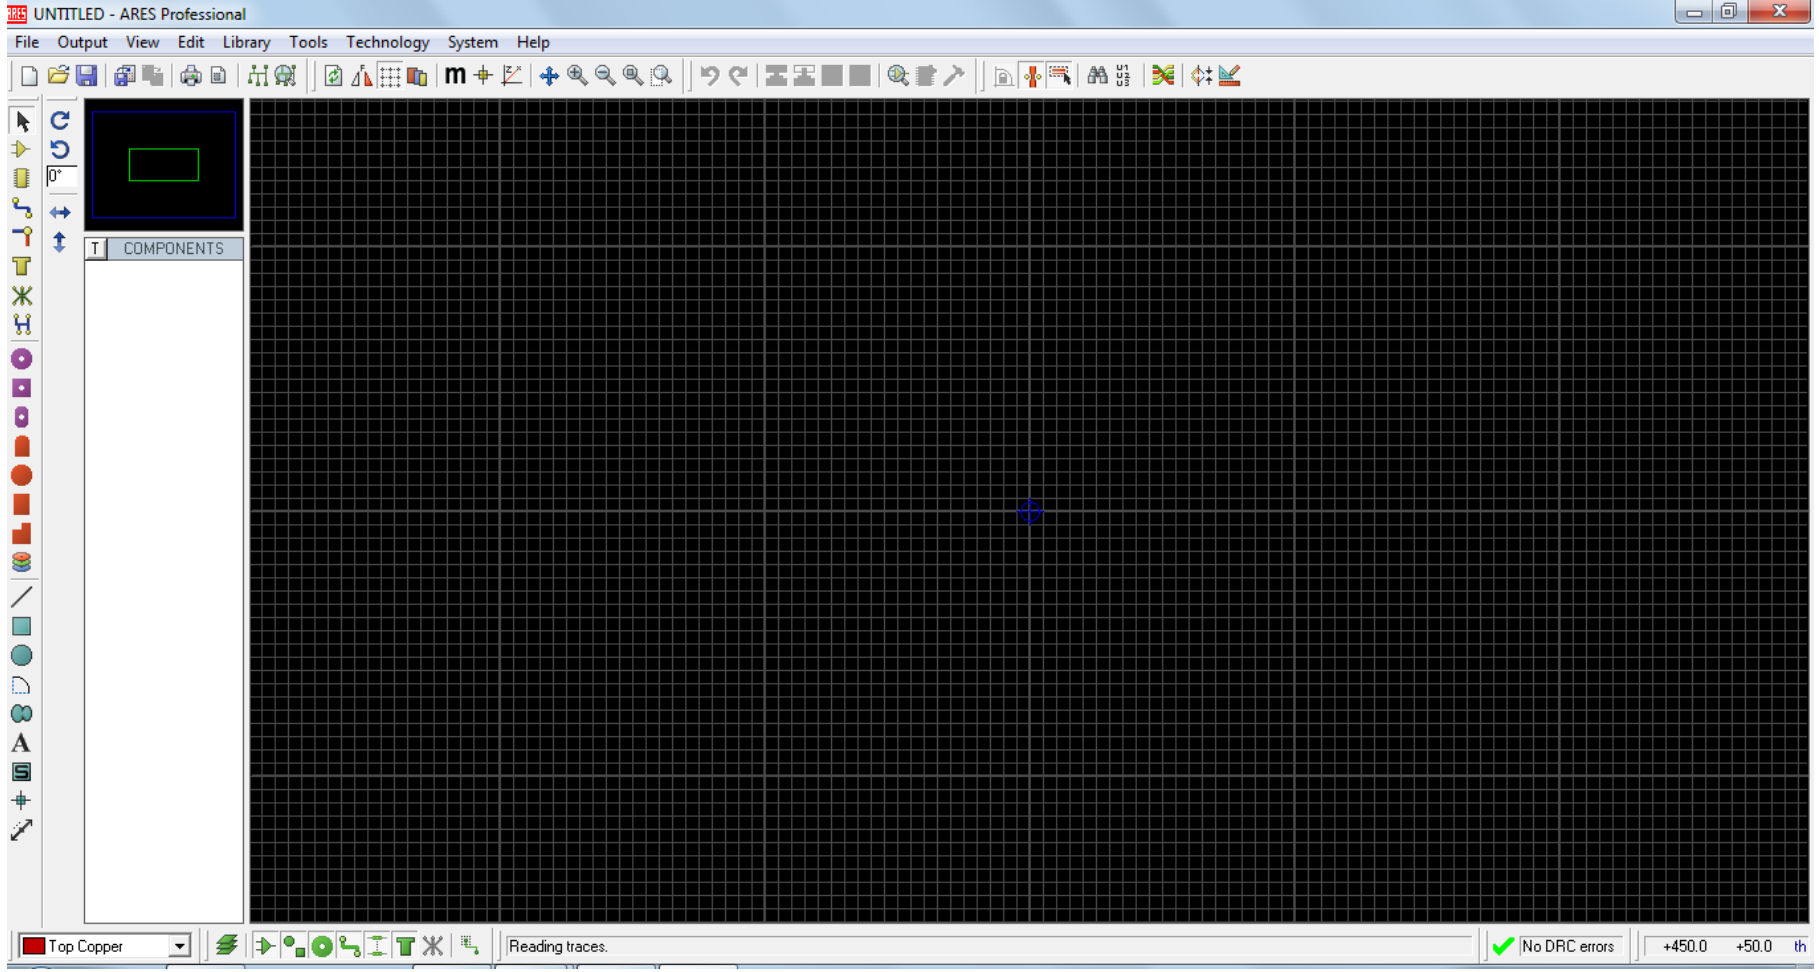 ARES UNTITLED - ARES Professional
File Output View Edit Library Tools Technology System Help
m
0°
T COMPONENTS
A
S
Top Copper
Reading traces.
No DRC errors
+450.0 +50.0 th